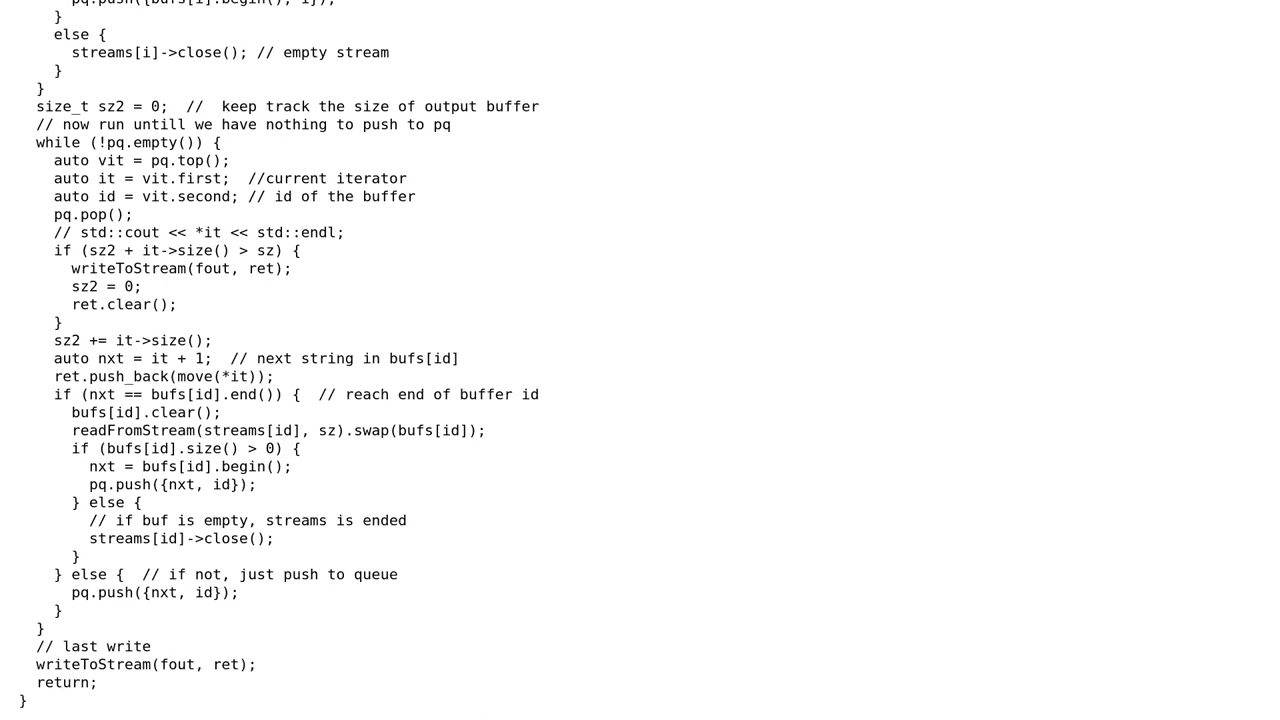 pq.push({bufs[i].begin(), i});
}
else {
streams[i]->close(); // empty stream
}
}
size_t sz2 = 0;  //  keep track the size of output buffer
// now run untill we have nothing to push to pq
while (!pq.empty()) {
auto vit = pq.top();
auto it = vit.first;  //current iterator
auto id = vit.second; // id of the buffer
pq.pop();
// std::cout << *it << std::endl;
if (sz2 + it->size() > sz) {
writeToStream(fout, ret);
sz2 = 0;
ret.clear();
}
sz2 += it->size();
auto nxt = it + 1;  // next string in bufs[id]
ret.push_back(move(*it));
if (nxt == bufs[id].end()) {  // reach end of buffer id
bufs[id].clear();
readFromStream(streams[id], sz).swap(bufs[id]);
if (bufs[id].size() > 0) {
nxt = bufs[id].begin();
pq.push({nxt, id});
} else {
// if buf is empty, streams is ended
streams[id]->close();
}
} else {  // if not, just push to queue
pq.push({nxt, id});
}
}
// last write
writeToStream(fout, ret);
return;
}